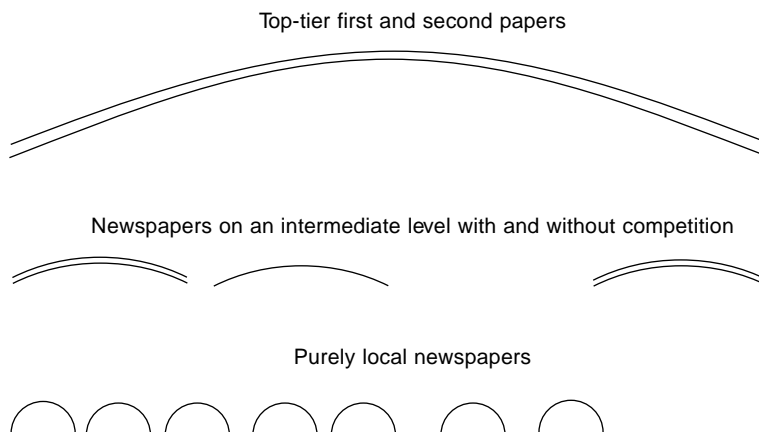 Top-tier first and second papers
Newspapers on an intermediate level with and without competition
Purely local newspapers